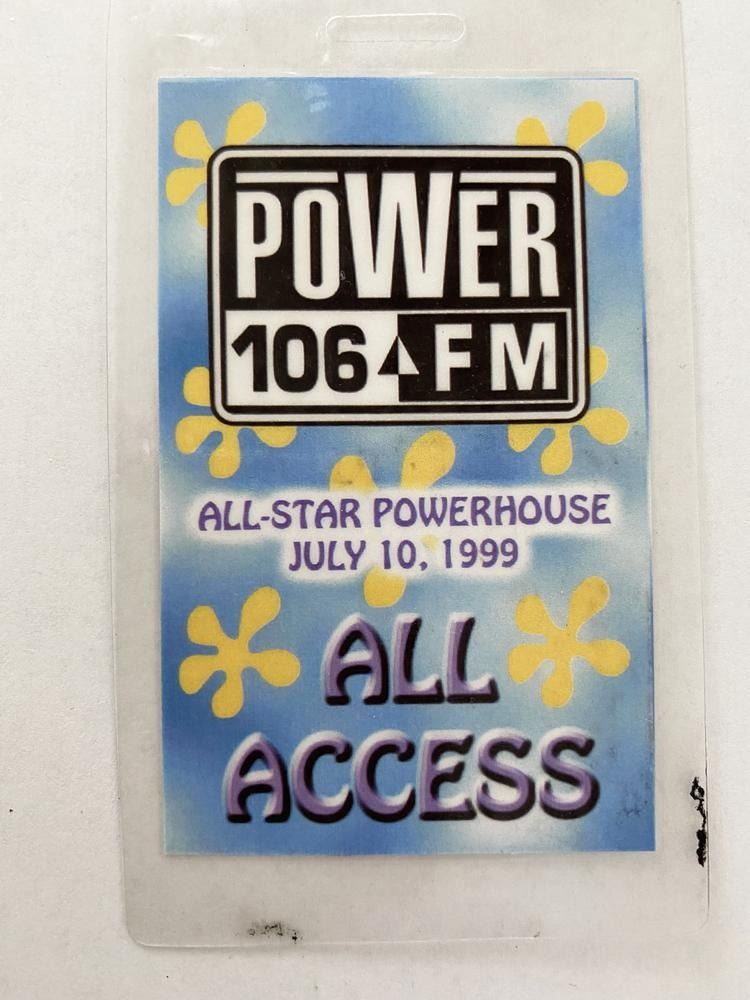 POWER
106 FM
ALL-STAR POWERHOUSE
JULY 10, 1999
ALL
ACCESS